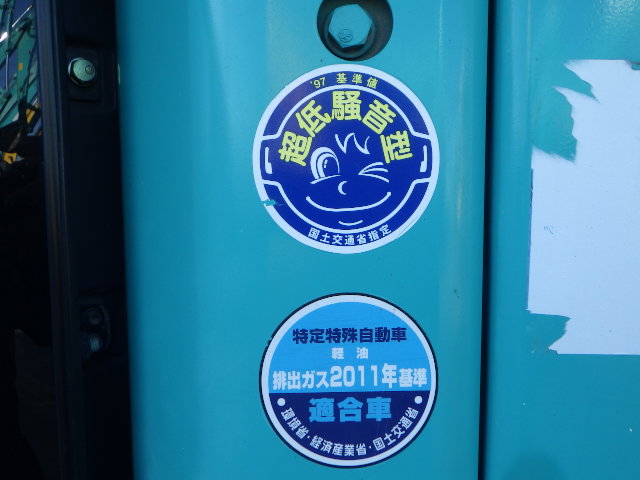 '97 基準値
超低騒音型
国土交通省指定
特定特殊自動車
軽油
排出ガス2011年基準
適合車
・環境省・経済産業省・国土交通省・